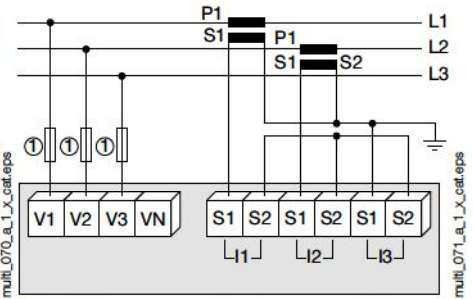 P1
L1
S1
P1
L2
S1 S2
L3
① ① ①
V1 V2 V3 VN S1 S2 S1 S2 S1 S2
I1 I2 I3
multi_070_a_1_x_cat.eps
multi_071_a_1_x_cat.eps